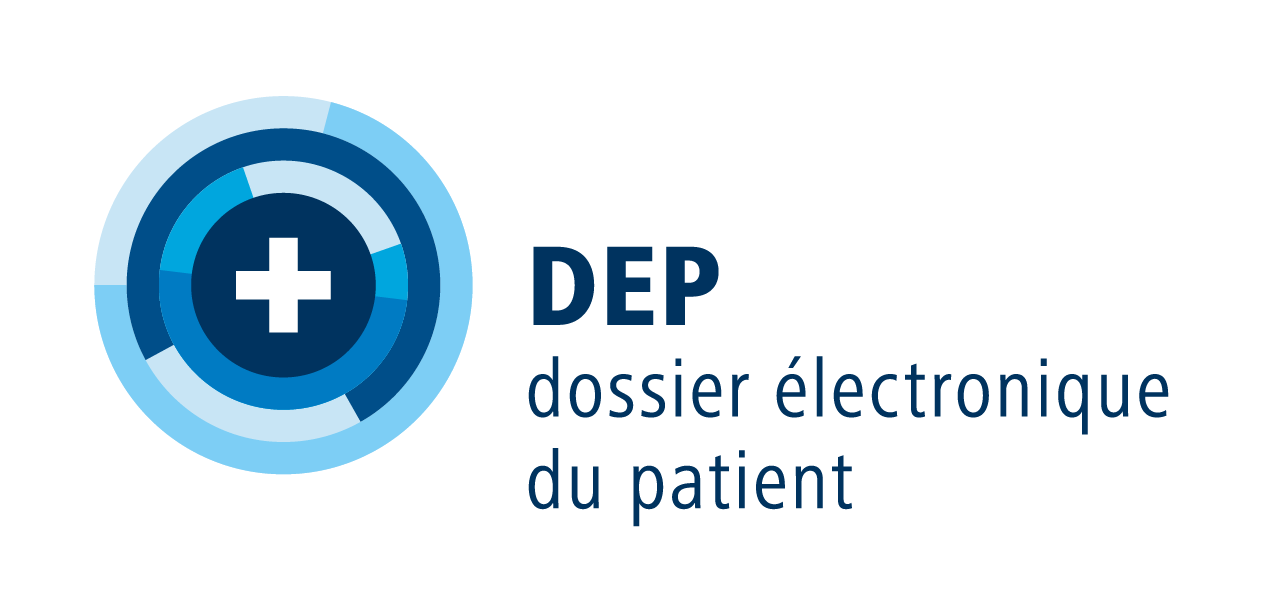 DEP
dossier électronique
du patient